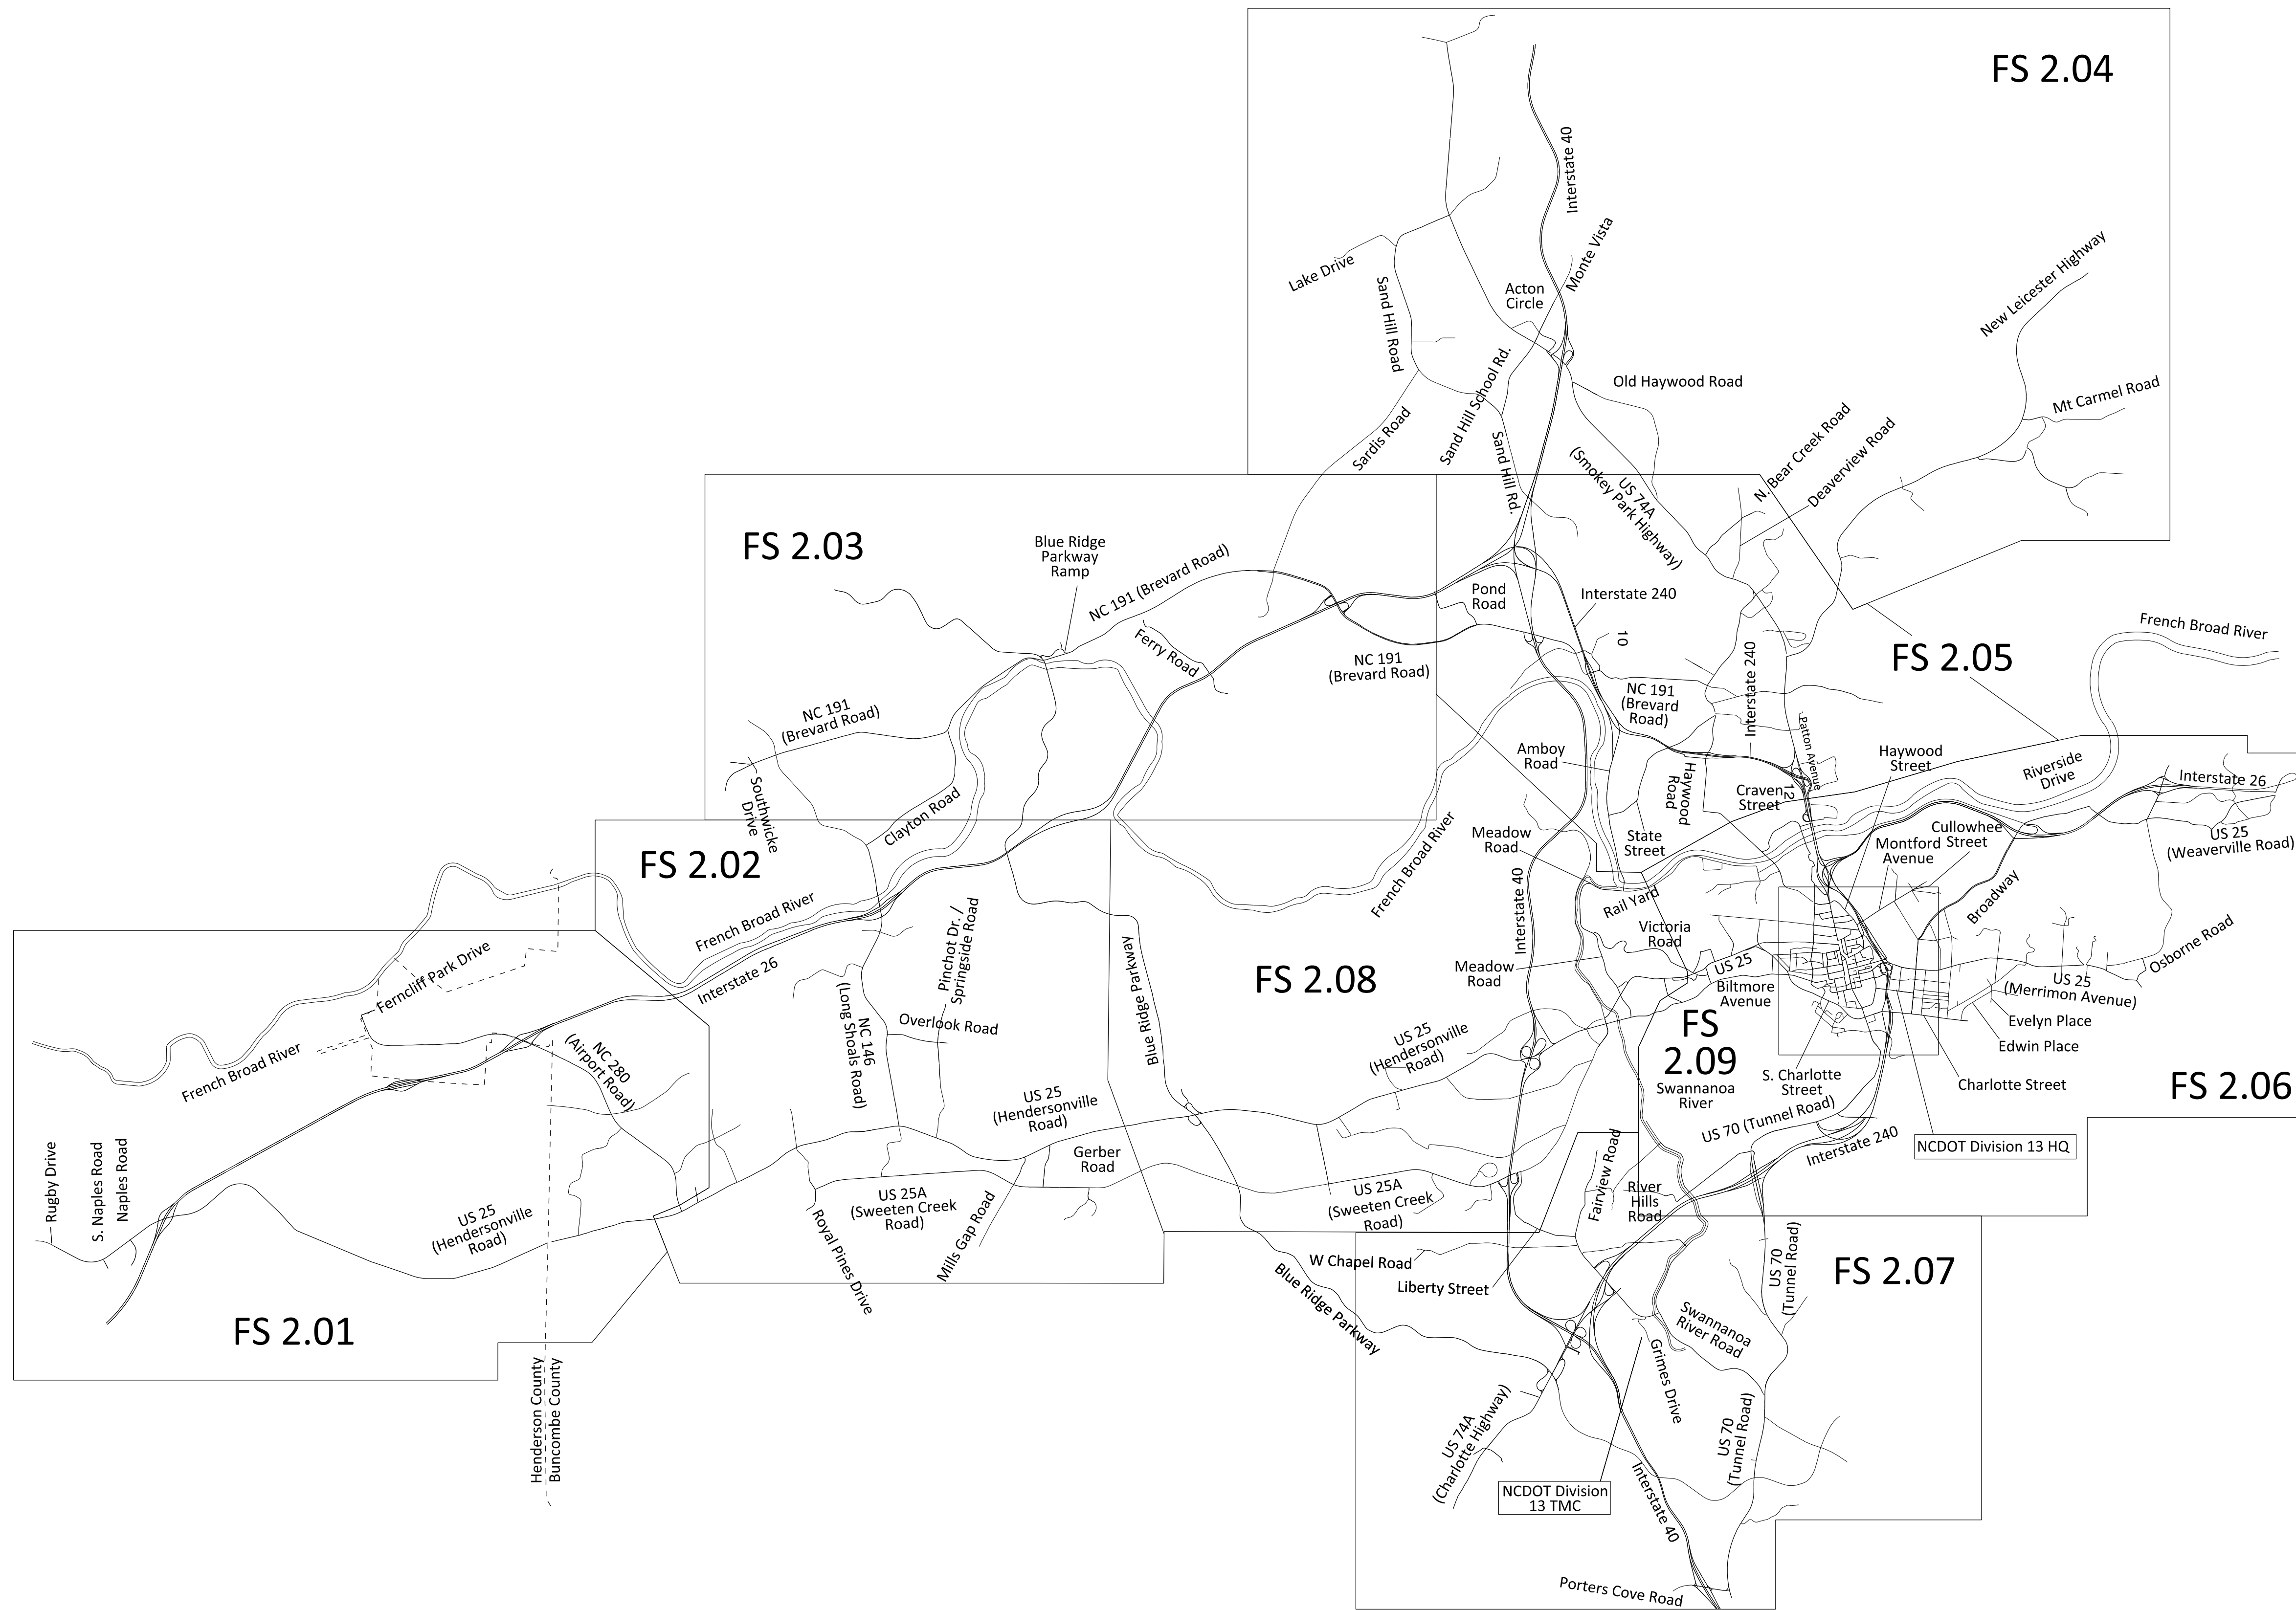 FS 2.04
Interstate 40
Monte Vista
Lake Drive
Acton
Circle
New Leicester Highway
Sand Hill Road
Sand Hill School Rd.
Old Haywood Road
Mt Carmel Road
Sardis Road
N. Bear Creek Road
Deaverview Road
Sand Hill Rd.
US 74A
(Smokey Park Highway)
FS 2.03
Blue Ridge
Parkway
Ramp
NC 191 (Brevard Road)
Pond
Road
Interstate 240
French Broad River
Ferry Road
10
NC 191
(Brevard Road)
FS 2.05
NC 191
(Brevard
Road)
Interstate 240
NC 191
(Brevard Road)
Patton Avenue
Amboy
Road
Haywood
Street
Riverside
Drive
Interstate 26
Southwicke
Drive
Clayton Road
Haywood
Road
Craven
Street
12
French Broad River
Meadow
Road
State
Street
Cullowhee
Street
Montford
Avenue
US 25
(Weaverville Road)
FS 2.02
French Broad River
Pinchot Dr. /
Springside Road
Interstate 40
Rail Yard
Broadway
Victoria
Road
Osborne Road
Ferncliff Park Drive
Interstate 26
Blue Ridge Parkway
FS 2.08
Meadow
Road
US 25
Biltmore
Avenue
US 25
(Merrimon Avenue)
NC 146
(Long Shoals Road)
Overlook Road
FS
2.09
Evelyn Place
Edwin Place
French Broad River
NC 280
(Airport Road)
US 25
(Hendersonville
Road)
Swannanoa
River
S. Charlotte
Street
Charlotte Street
FS 2.06
US 25
(Hendersonville
Road)
US 70 (Tunnel Road)
NCDOT Division 13 HQ
Interstate 240
Gerber
Road
Fairview Road
River
Hills
Road
Rugby Drive
S. Naples Road
Naples Road
US 25
(Hendersonville
Road)
US 25A
(Sweeten Creek
Road)
US 25A
(Sweeten Creek
Road)
Royal Pines Drive
Mills Gap Road
W Chapel Road
Liberty Street
US 70
(Tunnel Road)
FS 2.07
Blue Ridge Parkway
FS 2.01
Swannanoa
River Road
Grimes Drive
Henderson County
Buncombe County
US 74A
(Charlotte Highway)
US 70
(Tunnel Road)
NCDOT Division
13 TMC
Interstate 40
Porters Cove Road